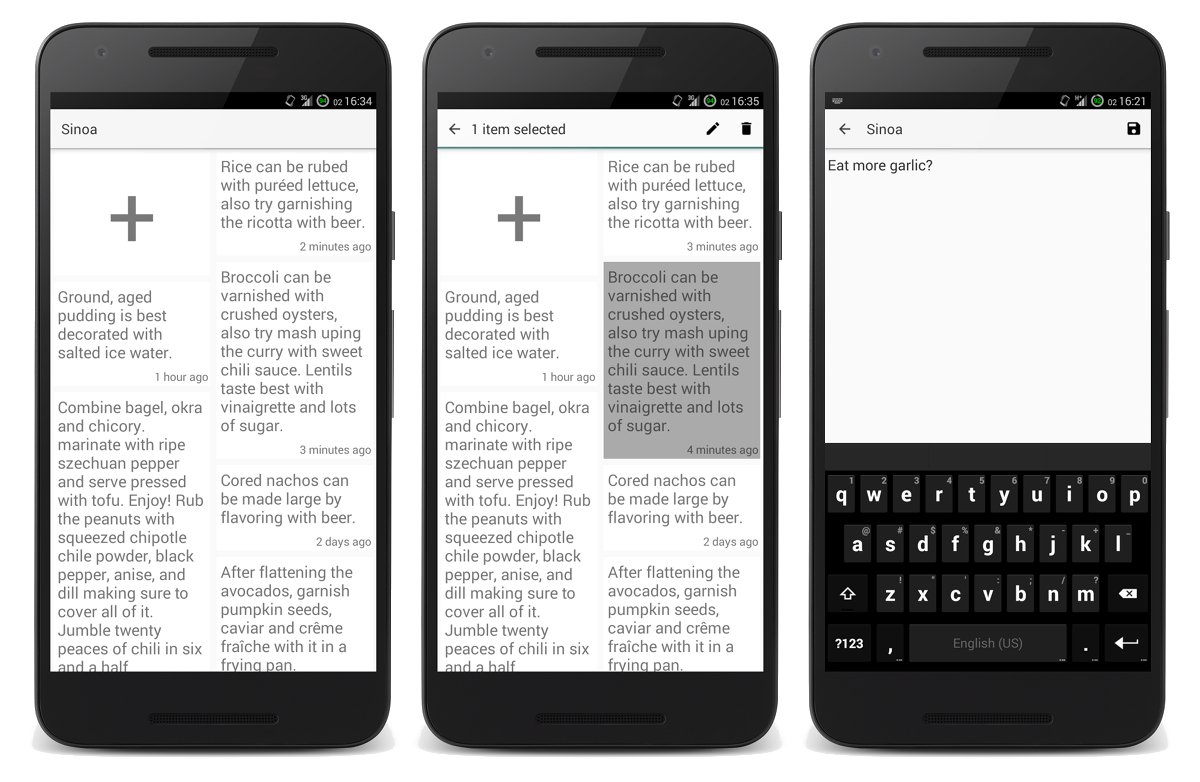 3G 94 02 16:34
Sinoa
Ground, aged
pudding is best
decorated with
salted ice water.
1 hour ago
Combine bagel, okra
and chicory.
marinate with ripe
szechuan pepper
and serve pressed
with tofu. Enjoy! Rub
the peanuts with
squeezed chipotle
chile powder, black
pepper, anise, and
dill making sure to
cover all of it.
Jumble twenty
peaces of chili in six
and a half
Rice can be rubed
with puréed lettuce,
also try garnishing
the ricotta with beer.
2 minutes ago
Broccoli can be
varnished with
crushed oysters,
also try mash uping
the curry with sweet
chili sauce. Lentils
taste best with
vinaigrette and lots
of sugar.
3 minutes ago
Cored nachos can
be made large by
flavoring with beer.
2 days ago
After flattening the
avocados, garnish
pumpkin seeds,
caviar and crême
fraîche with it in a
frying pan.
3G 94 02 16:35
1 item selected
Ground, aged
pudding is best
decorated with
salted ice water.
1 hour ago
Combine bagel, okra
and chicory.
marinate with ripe
szechuan pepper
and serve pressed
with tofu. Enjoy! Rub
the peanuts with
squeezed chipotle
chile powder, black
pepper, anise, and
dill making sure to
cover all of it.
Jumble twenty
peaces of chili in six
and a half
Rice can be rubed
with puréed lettuce,
also try garnishing
the ricotta with beer.
3 minutes ago
Broccoli can be
varnished with
crushed oysters,
also try mash uping
the curry with sweet
chili sauce. Lentils
taste best with
vinaigrette and lots
of sugar.
4 minutes ago
Cored nachos can
be made large by
flavoring with beer.
2 days ago
After flattening the
avocados, garnish
pumpkin seeds,
caviar and crême
fraîche with it in a
frying pan.
02 16:21
Sinoa
Eat more garlic?
1 2 3 4 5 6 7 8 9 0
q w e r t y u i o p
@ # $ % & * - + _
a s d f g h j k l
! " ' : ; / ?
z x c v b n m
?123 , English (US) .